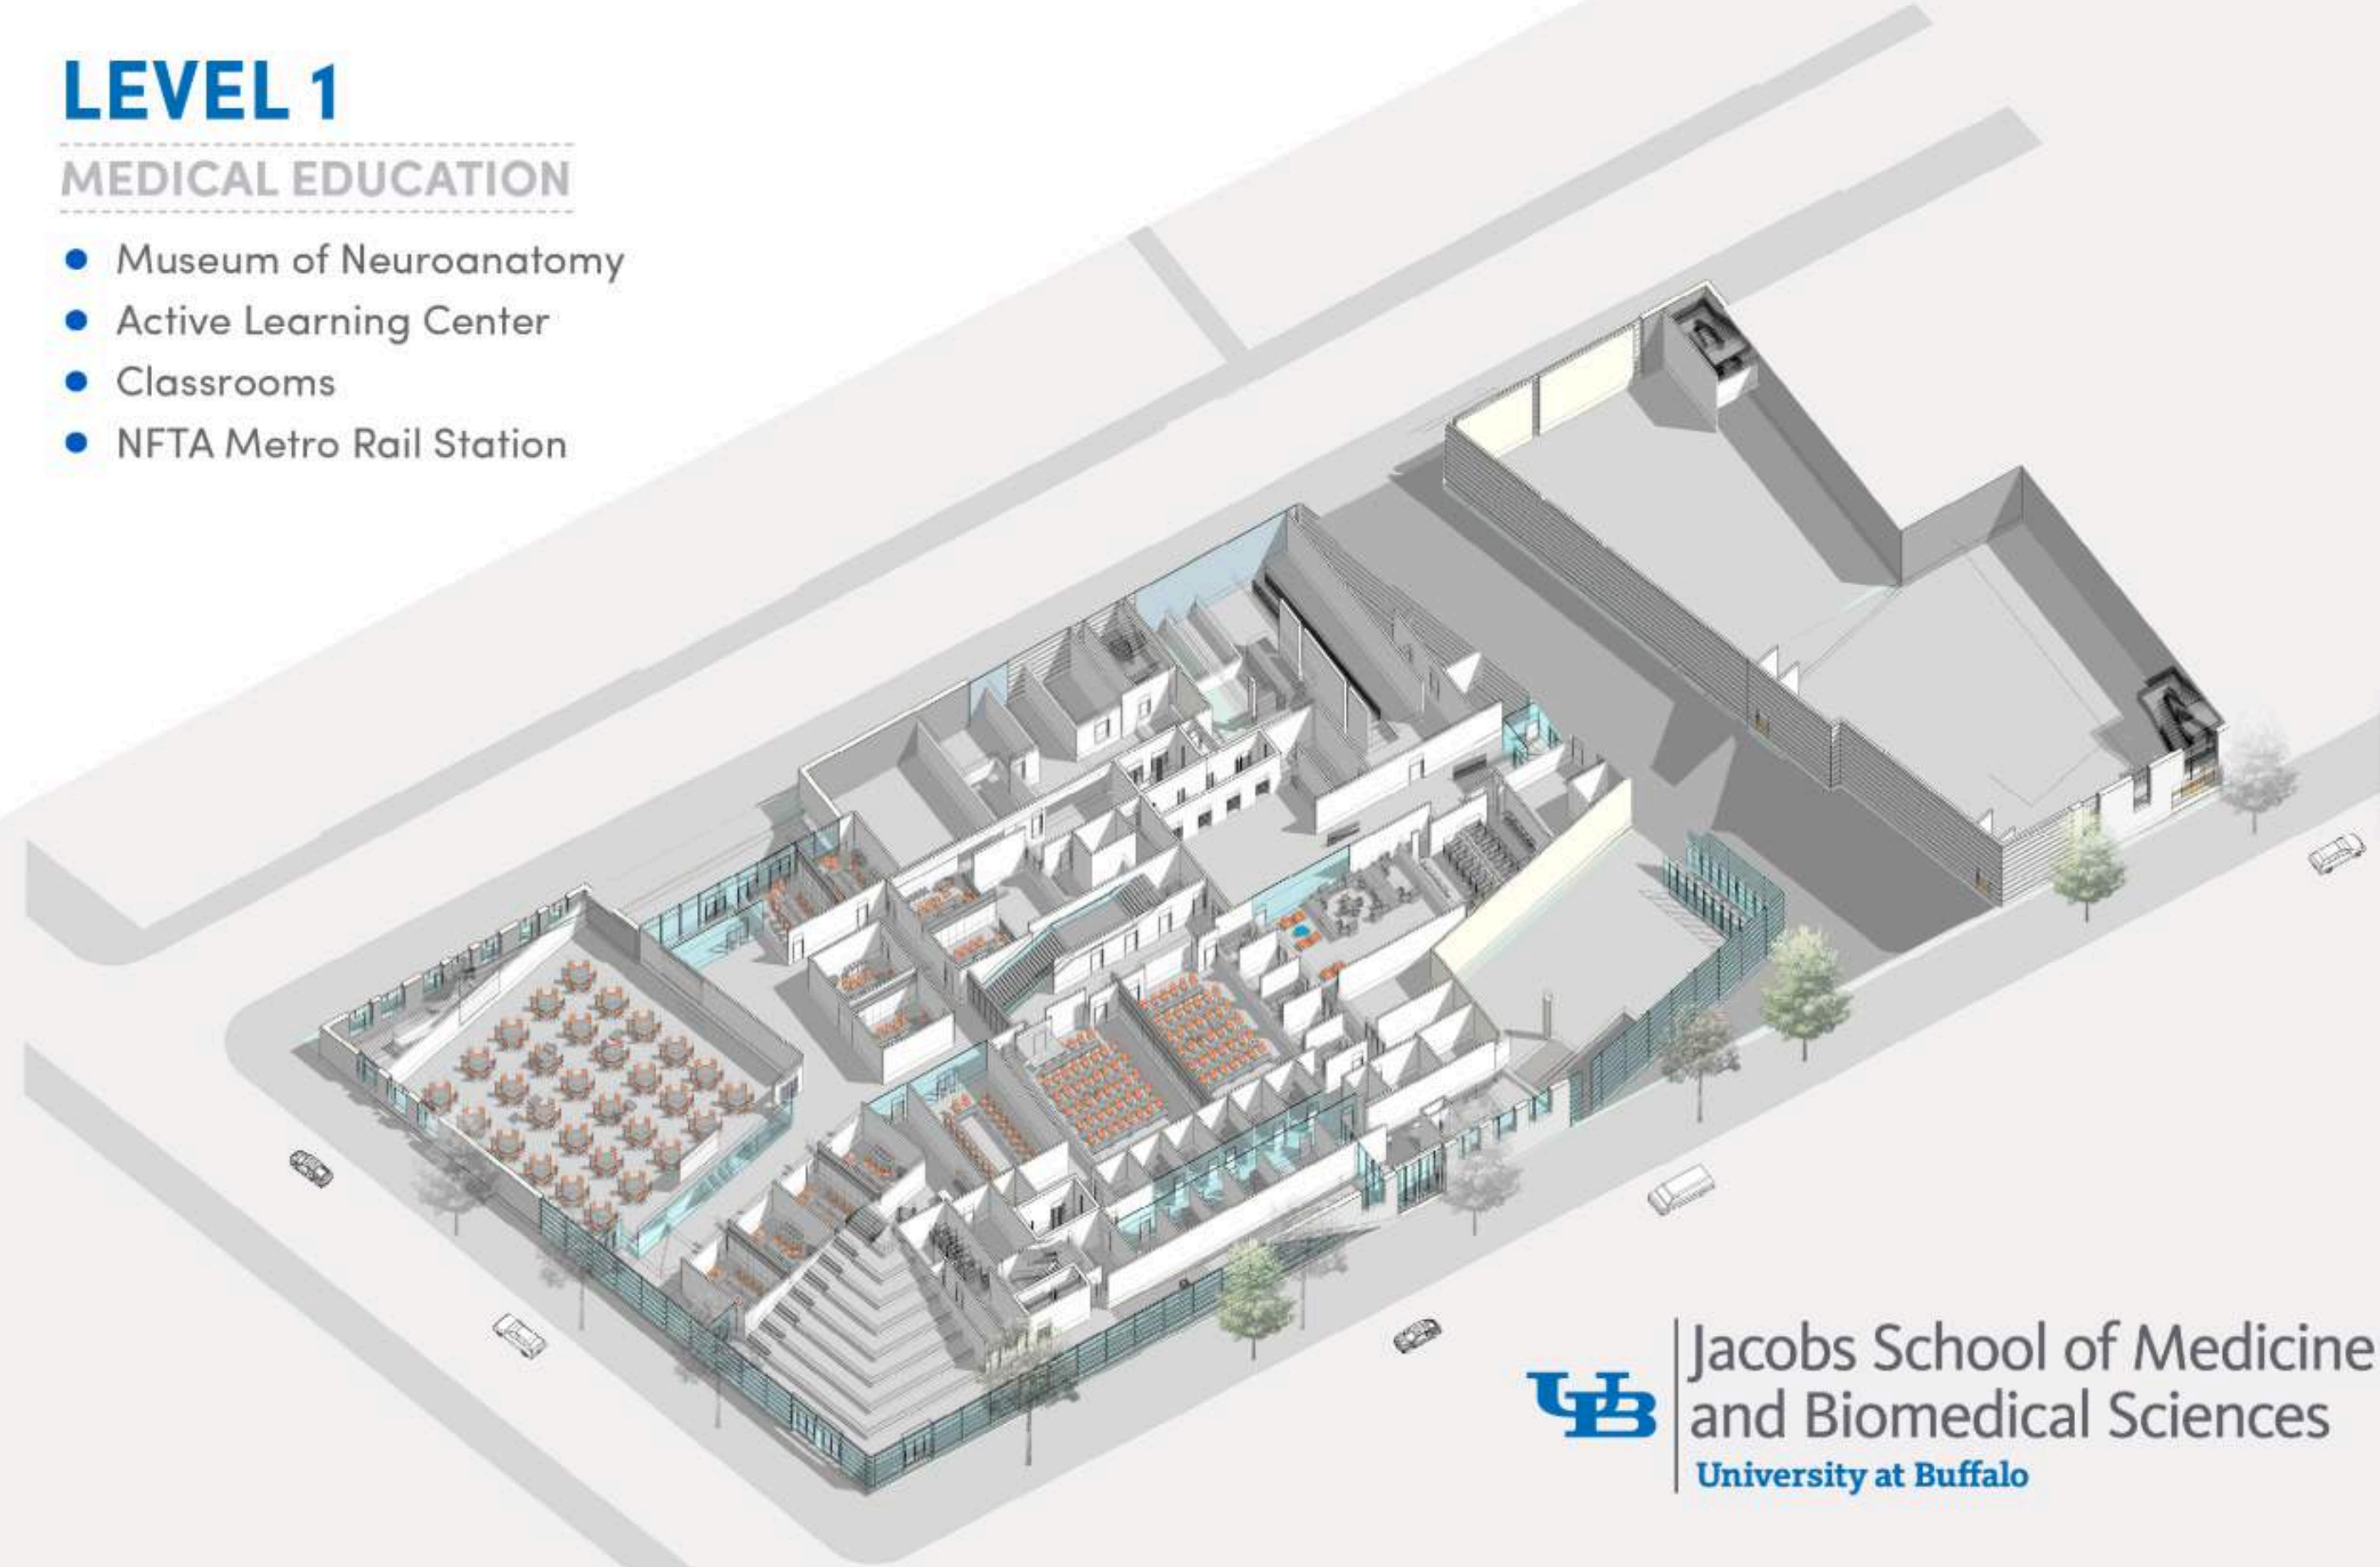 LEVEL 1
MEDICAL EDUCATION
Museum of Neuroanatomy
Active Learning Center
Classrooms
NFTA Metro Rail Station
UB
Jacobs School of Medicine
and Biomedical Sciences
University at Buffalo